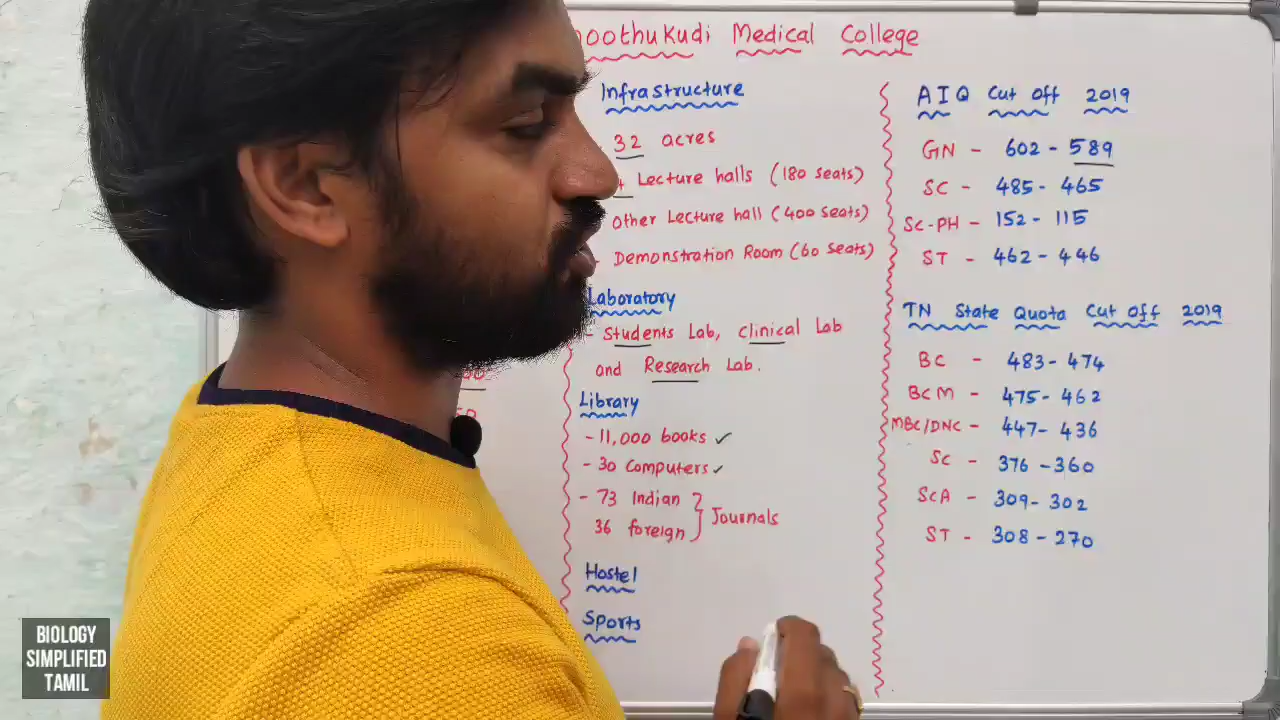 Medical College
Infrastructure
32 acres
Lecture halls (180 seats)
other Lecture hall (400 seats)
- Demonstration Room (60 seats)
Laboratory
- Students Lab, clinical Lab
and Research Lab.
Library
- 11,000 books ✓
- 30 Computers ✓
- 73 Indian
36 foreign } Journals
Hostel
Sports
AIQ Cut Off 2019
GN - 602 - 589
SC - 485 - 465
SC-PH - 152 - 115
ST - 462 - 446
TN State Quota Cut Off 2019
BC - 483 - 474
BCM - 475 - 462
MBC/DNC - 447 - 436
SC - 376 - 360
SCA - 309 - 302
ST - 308 - 270
BIOLOGY
SIMPLIFIED
TAMIL